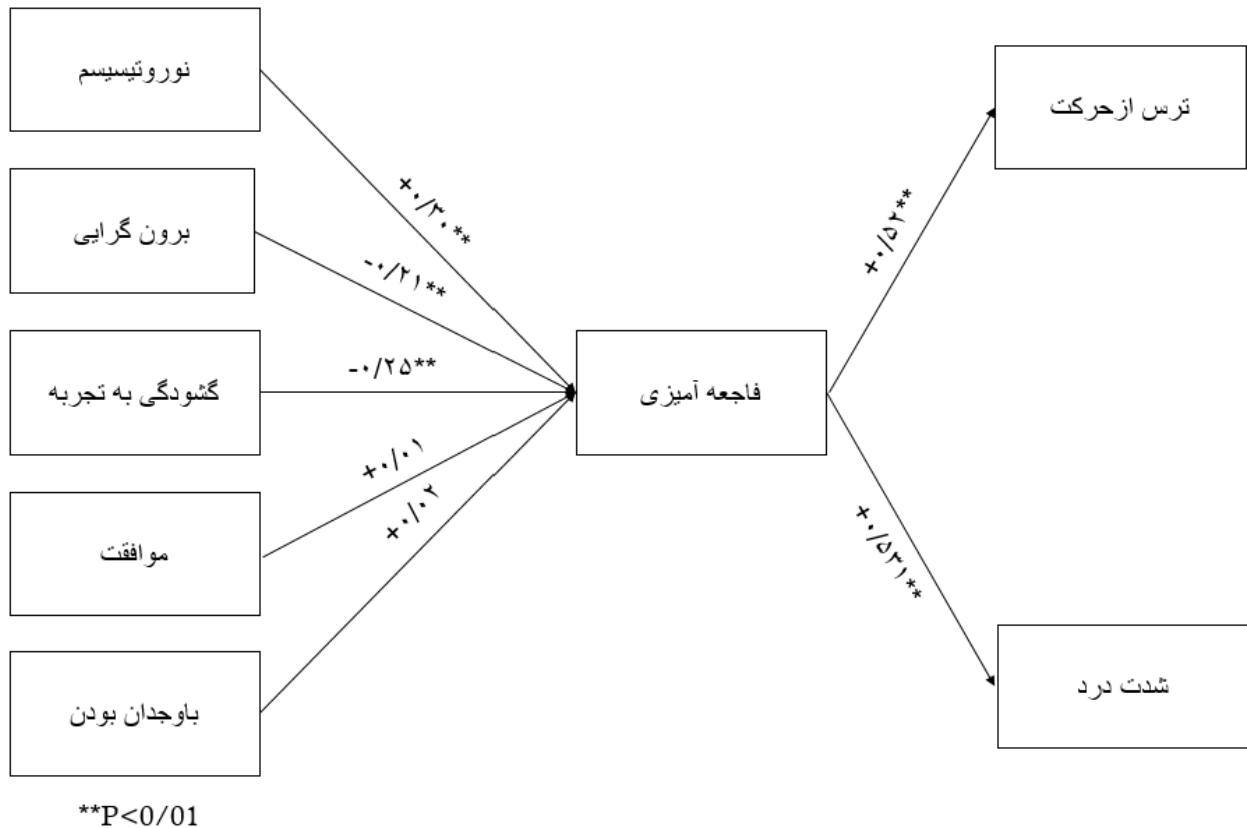 نوروتیسیسم
برون گرایی
گشودگی به تجربه
موافقت
باوجدان بودن
+۰/۳۰**
-۰/۲۱**
-۰/۲۵**
+۰/۰۱
+۰/۰۲
فاجعه آمیزی
+۰/۵۲**
+۰/۵۳۱**
ترس ازحرکت
شدت درد
**P<0/01